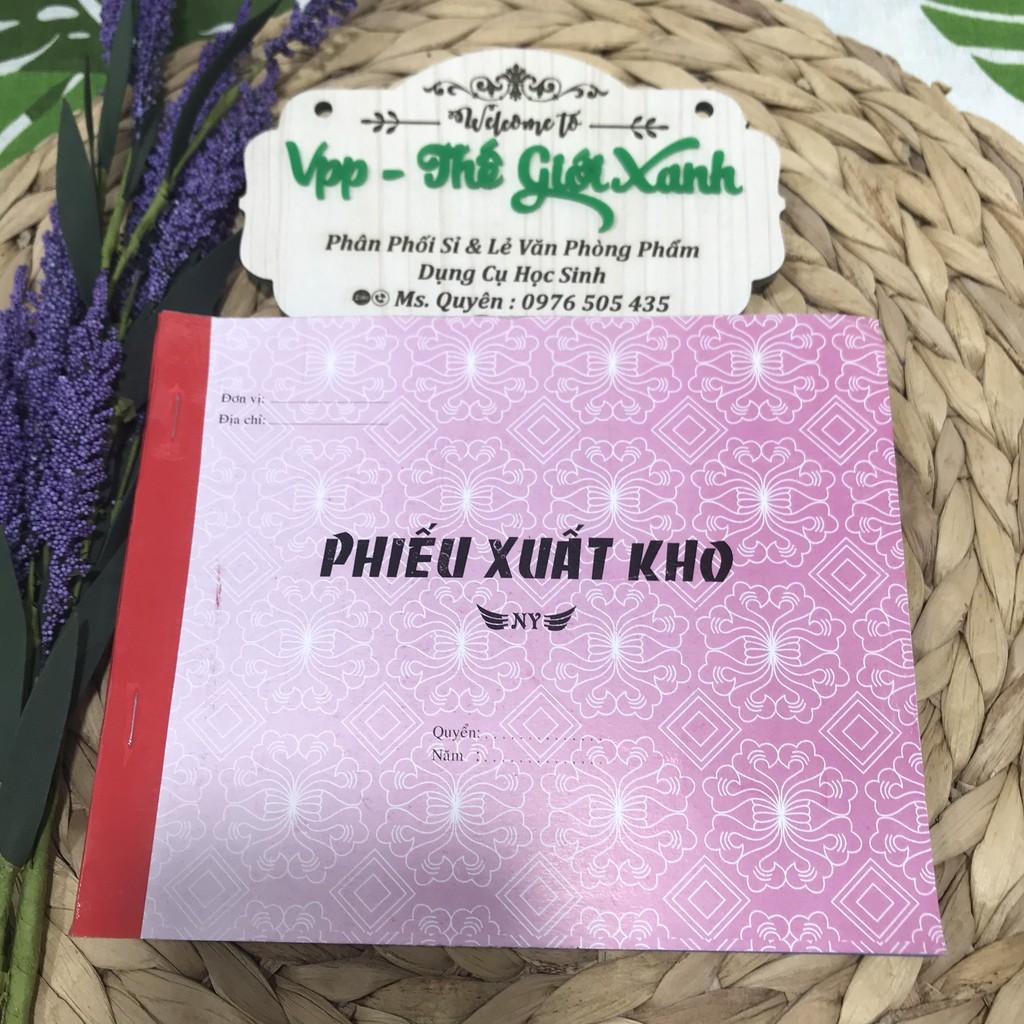 Welcome to
Vpp - Thế Giới Xanh
Phân Phối Sỉ & Lẻ Văn Phòng Phẩm
Dụng Cụ Học Sinh
Ms. Quyên : 0976 505 435
Đơn vị:
Địa chỉ:
PHIẾU XUẤT KHO
NY
Quyển:
Năm :